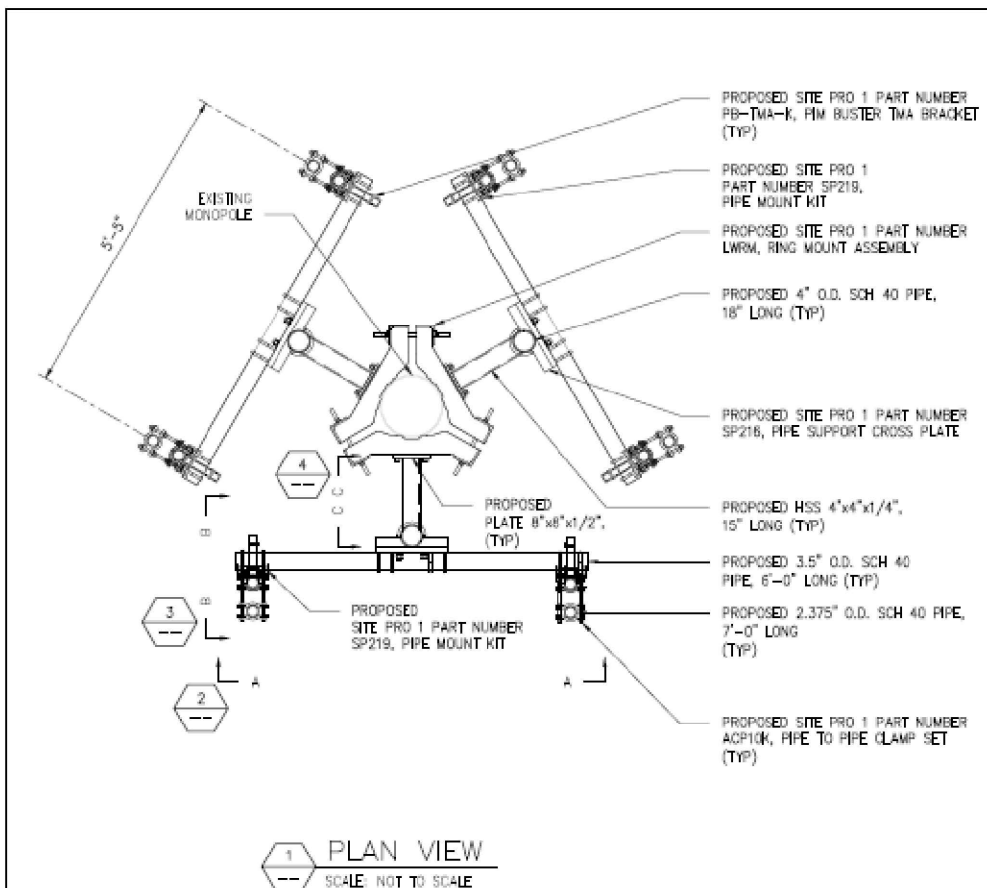 PROPOSED SITE PRO 1 PART NUMBER
PB-TMA-K, PIM BUSTER TMA BRACKET
(TYP)
PROPOSED SITE PRO 1
PART NUMBER SP219,
PIPE MOUNT KIT
EXISTING
MONOPOLE
5'-5"
PROPOSED SITE PRO 1 PART NUMBER
LWRM, RING MOUNT ASSEMBLY
PROPOSED 4" O.D. SCH 40 PIPE,
18" LONG (TYP)
PROPOSED SITE PRO 1 PART NUMBER
SP216, PIPE SUPPORT CROSS PLATE
4
--
C
C
PROPOSED
PLATE 8"x8"x1/2",
(TYP)
PROPOSED HSS 4"x4"x1/4",
15" LONG (TYP)
B
B
PROPOSED 3.5" O.D. SCH 40
PIPE, 6'-0" LONG (TYP)
3
--
PROPOSED
SITE PRO 1 PART NUMBER
SP219, PIPE MOUNT KIT
PROPOSED 2.375" O.D. SCH 40 PIPE,
7'-0" LONG
(TYP)
A
A
2
--
PROPOSED SITE PRO 1 PART NUMBER
ACP10K, PIPE TO PIPE CLAMP SET
(TYP)
1
--
PLAN VIEW
SCALE: NOT TO SCALE